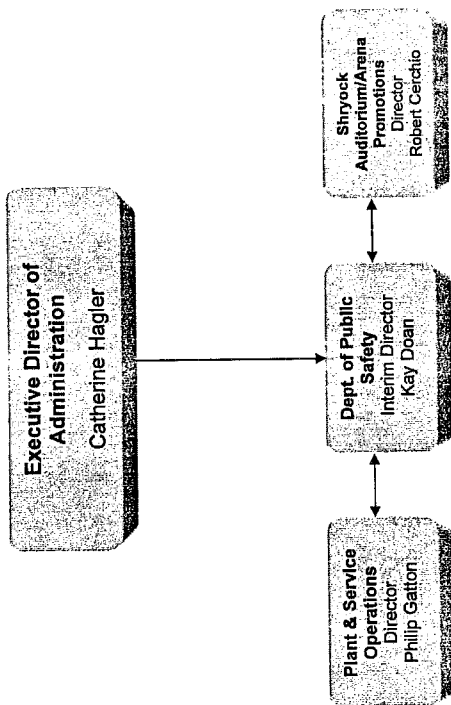 Executive Director of
Administration
Catherine Hagler
Plant & Service
Operations
Director
Philip Gatton
Dept. of Public
Safety
Interim Director
Kay Doan
Shryock
Auditorium/Arena
Promotions
Director
Robert Cerchio